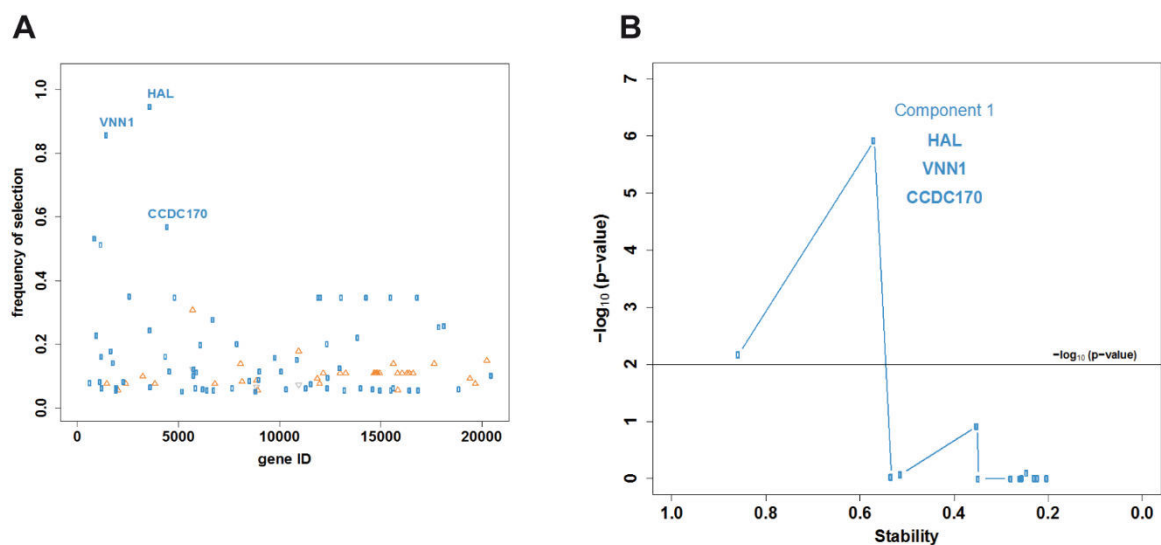 A
1.0
0.8
0.6
0.4
0.2
0.0
frequency of selection
HAL
VNN1
CCDC170
0
5000
10000
15000
20000
gene ID
B
7
6
5
4
3
2
1
0
−log₁₀ (p−value)
Component 1
HAL
VNN1
CCDC170
−log₁₀ (p−value)
1.0
0.8
0.6
0.4
0.2
0.0
Stability